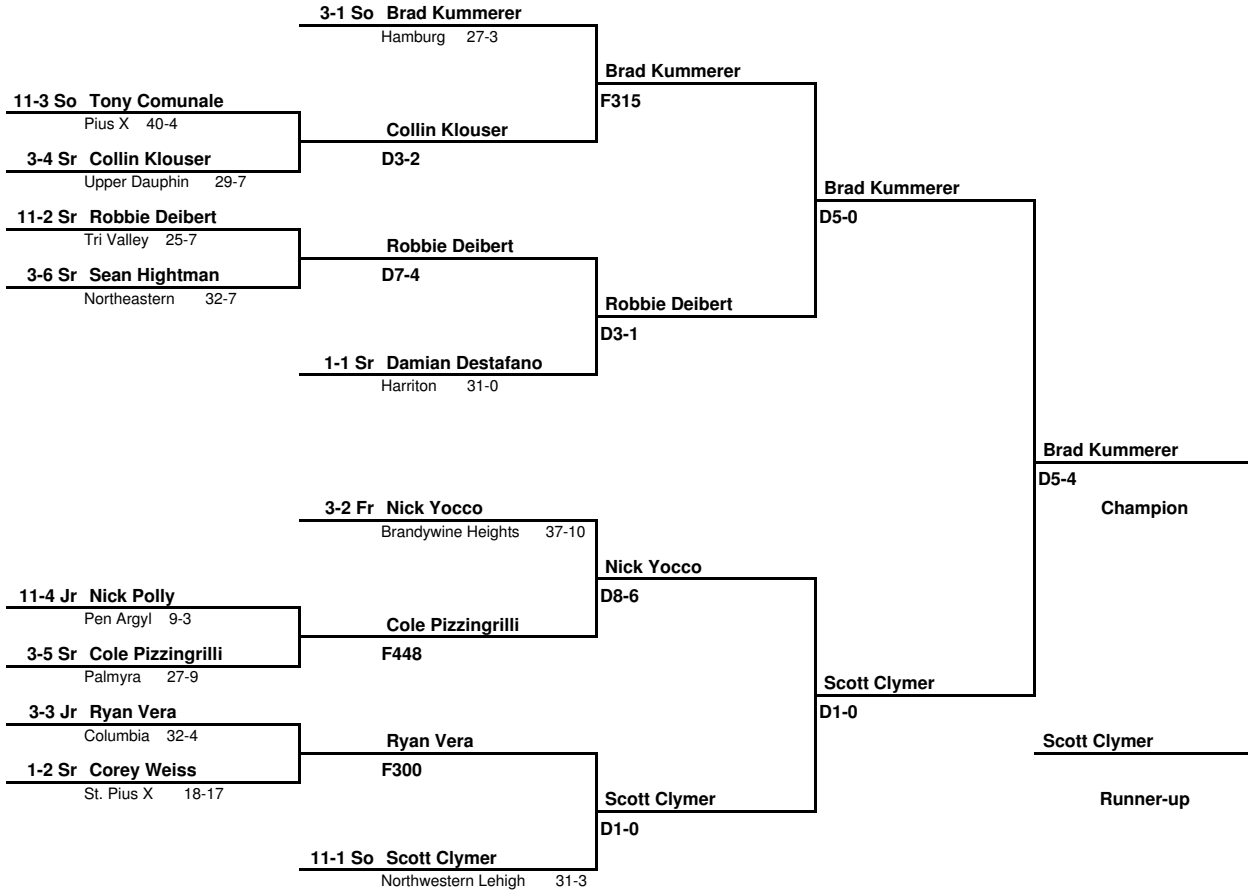 3-1 So Brad Kummerer
Hamburg 27-3
Brad Kummerer
F315
11-3 So Tony Comunale
Pius X 40-4
Collin Klouser
D3-2
3-4 Sr Collin Klouser
Upper Dauphin 29-7
Brad Kummerer
D5-0
11-2 Sr Robbie Deibert
Tri Valley 25-7
Robbie Deibert
D7-4
3-6 Sr Sean Hightman
Northeastern 32-7
Robbie Deibert
D3-1
1-1 Sr Damian Destafano
Harriton 31-0
Brad Kummerer
D5-4
Champion
3-2 Fr Nick Yocco
Brandywine Heights 37-10
Nick Yocco
D8-6
11-4 Jr Nick Polly
Pen Argyl 9-3
Cole Pizzingrilli
F448
3-5 Sr Cole Pizzingrilli
Palmyra 27-9
Scott Clymer
D1-0
3-3 Jr Ryan Vera
Columbia 32-4
Ryan Vera
F300
Scott Clymer
1-2 Sr Corey Weiss
St. Pius X 18-17
Scott Clymer
D1-0
Runner-up
11-1 So Scott Clymer
Northwestern Lehigh 31-3